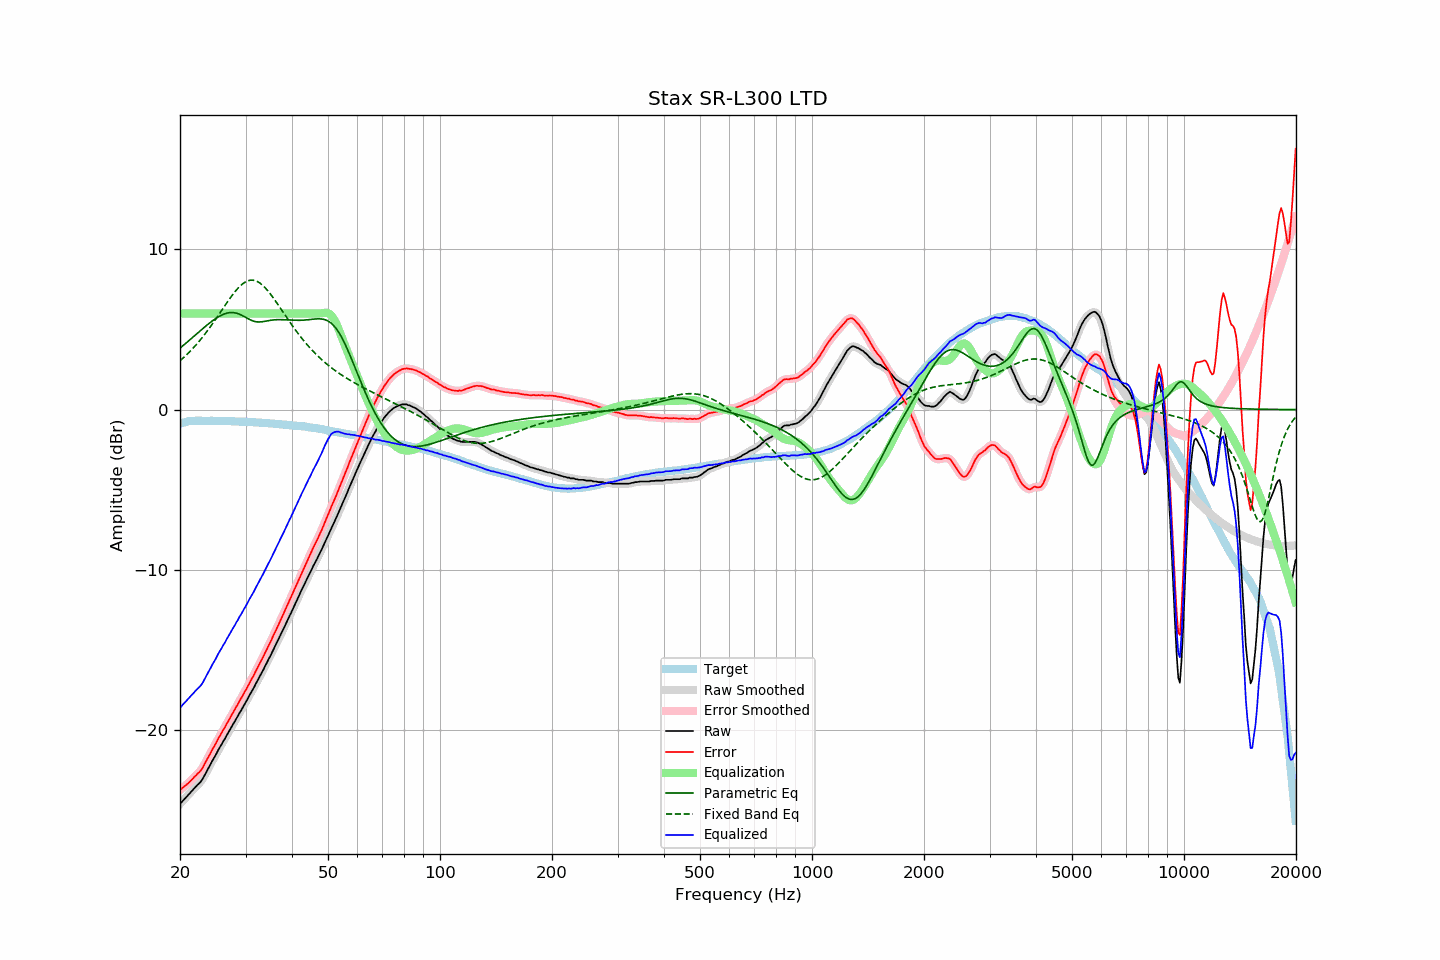 Stax SR-L300 LTD
Amplitude (dBr)
10
0
−10
−20
Target
Raw Smoothed
Error Smoothed
Raw
Error
Equalization
Parametric Eq
Fixed Band Eq
Equalized
20 50 100 200 500 1000 2000 5000 10000 20000
Frequency (Hz)